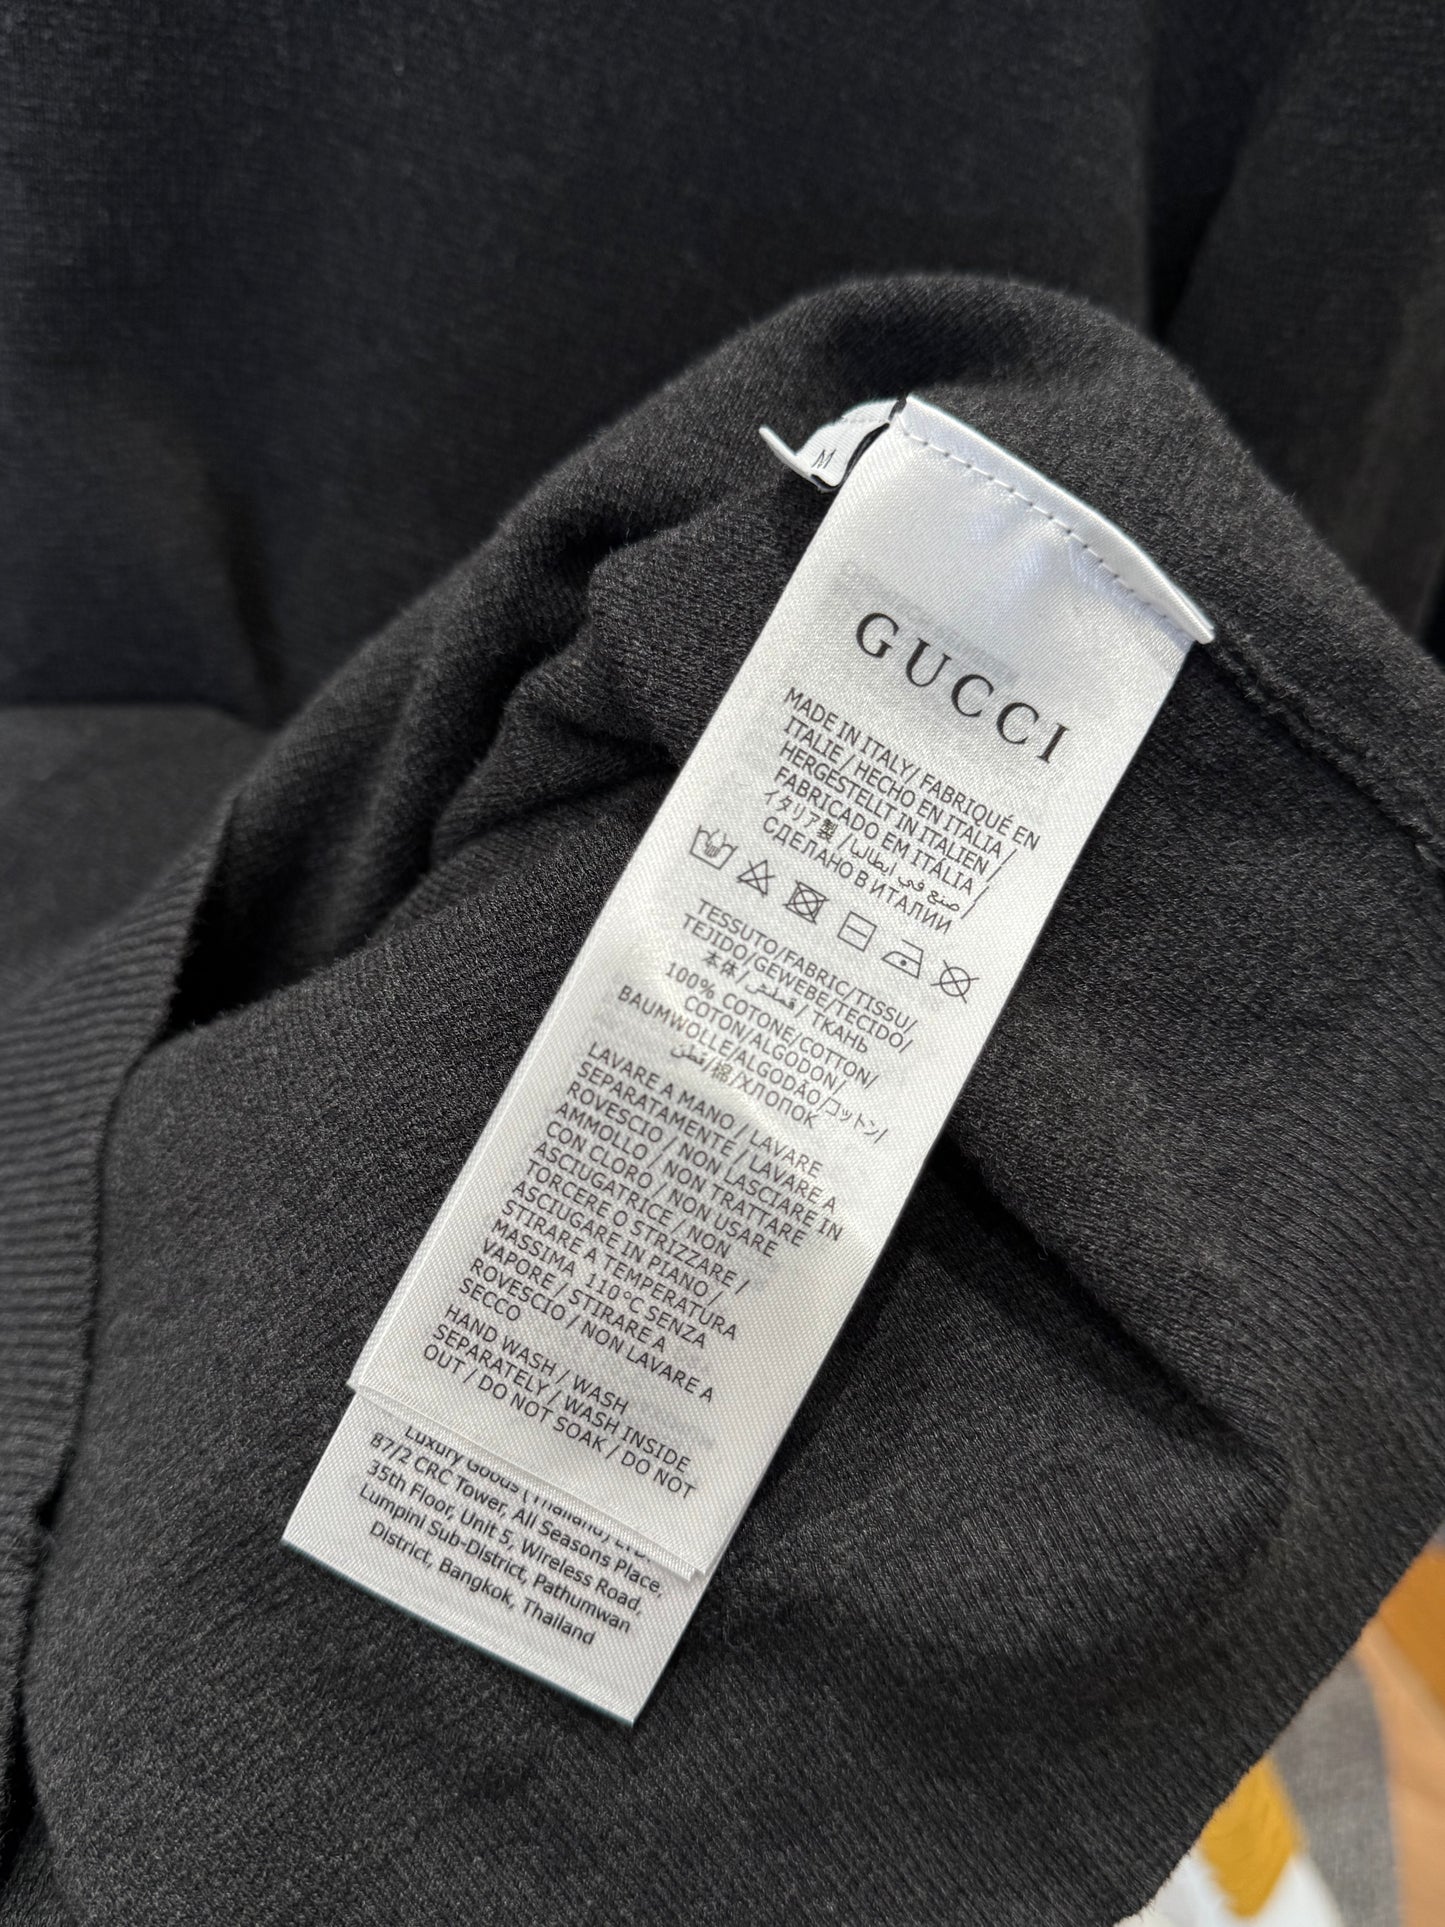 M
GUCCI
MADE IN ITALY/ FABRIQUÉ EN
ITALIE / HECHO EN ITALIA /
HERGESTELLT IN ITALIEN /
FABRICADO EM ITÁLIA /
イタリア製 / صنع في ايطاليا /
СДЕЛАНО В ИТАЛИИ
TESSUTO/FABRIC/TISSU/
TEJIDO/GEWEBE/TECIDO/
本体/ قماش / ТКАНЬ
100% COTONE/COTTON/
COTON/ALGODON/
BAUMWOLLE/ALGODÃO/コットン/
قطن/棉/ХЛОПОК
LAVARE A MANO / LAVARE
SEPARATAMENTE / LAVARE A
ROVESCIO / NON LASCIARE IN
AMMOLLO / NON TRATTARE
CON CLORO / NON USARE
ASCIUGATRICE / NON
TORCERE O STRIZZARE /
ASCIUGARE IN PIANO /
STIRARE A TEMPERATURA
MASSIMA 110°C SENZA
VAPORE / STIRARE A
ROVESCIO / NON LAVARE A
SECCO
HAND WASH / WASH
SEPARATELY / WASH INSIDE
OUT / DO NOT SOAK / DO NOT
Luxury Goods (Thailand) LTD.
87/2 CRC Tower, All Seasons Place,
35th Floor, Unit 5, Wireless Road,
Lumpini Sub-District, Pathumwan
District, Bangkok, Thailand